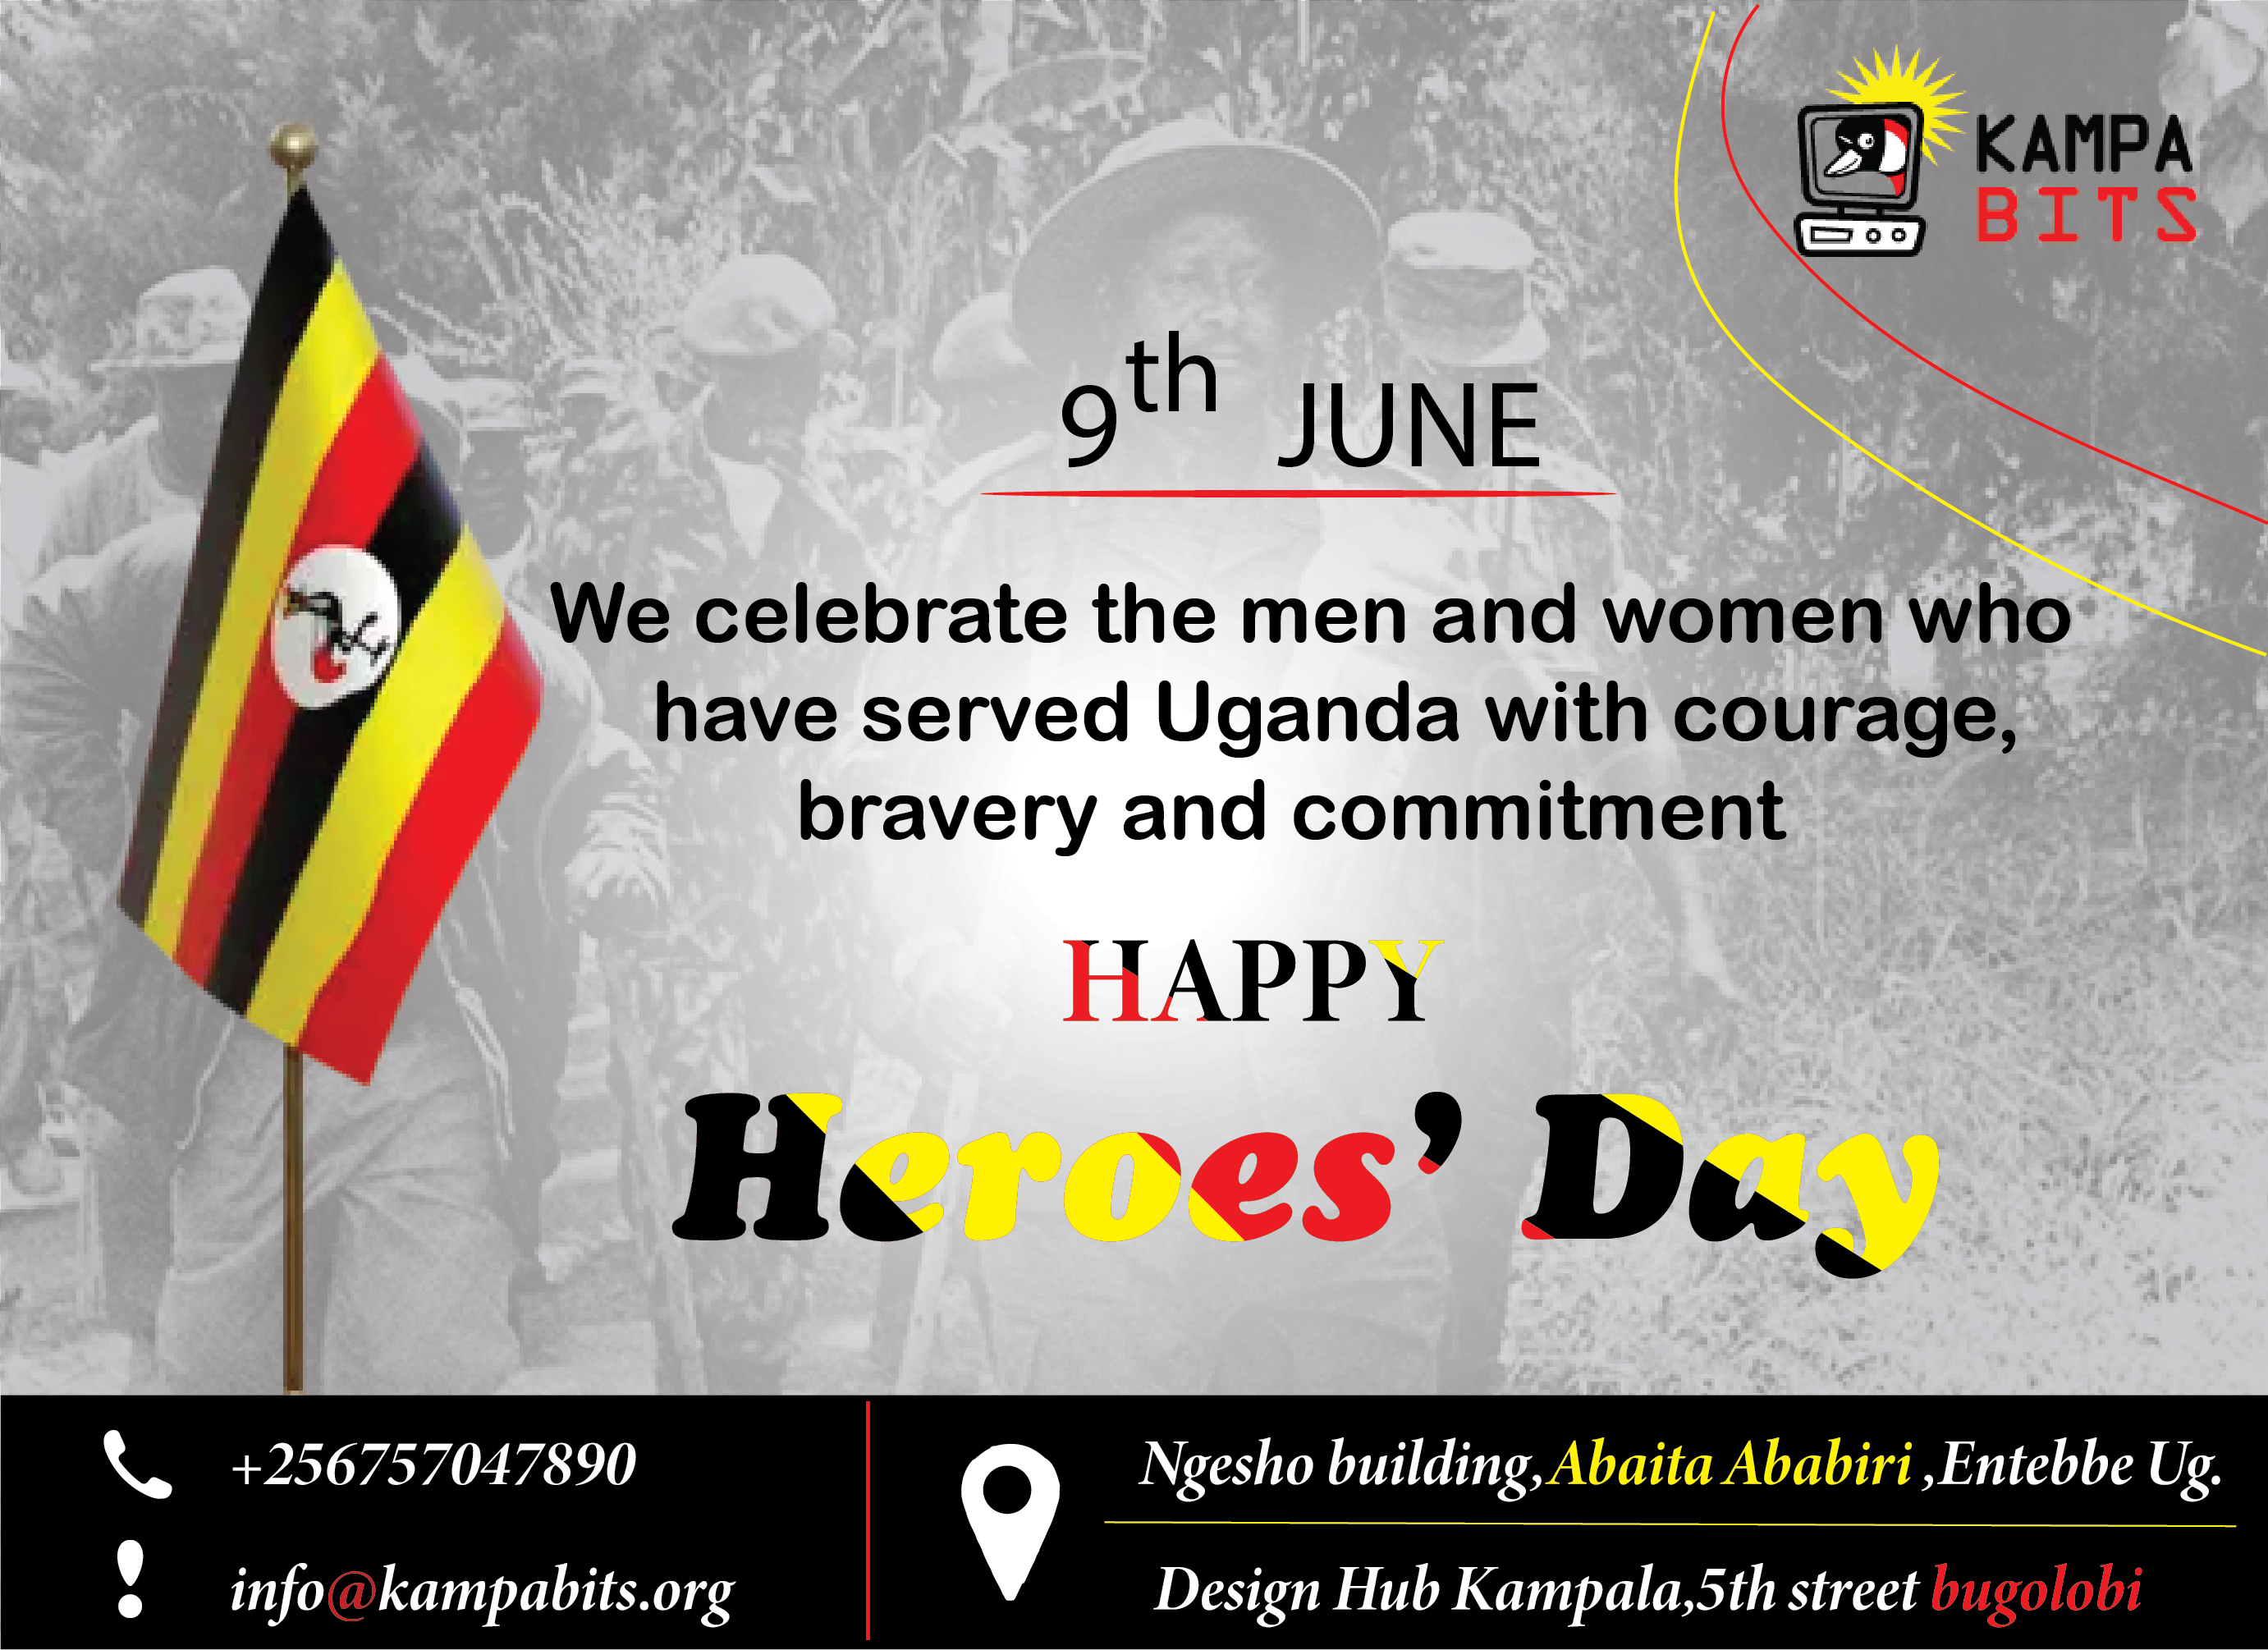 KAMPA
BITS
9th JUNE
We celebrate the men and women who
have served Uganda with courage,
bravery and commitment
HAPPY
Heroes’ Day
+256757047890
info@kampabits.org
Ngesho building,Abaita Ababiri ,Entebbe Ug.
Design Hub Kampala,5th street bugolobi